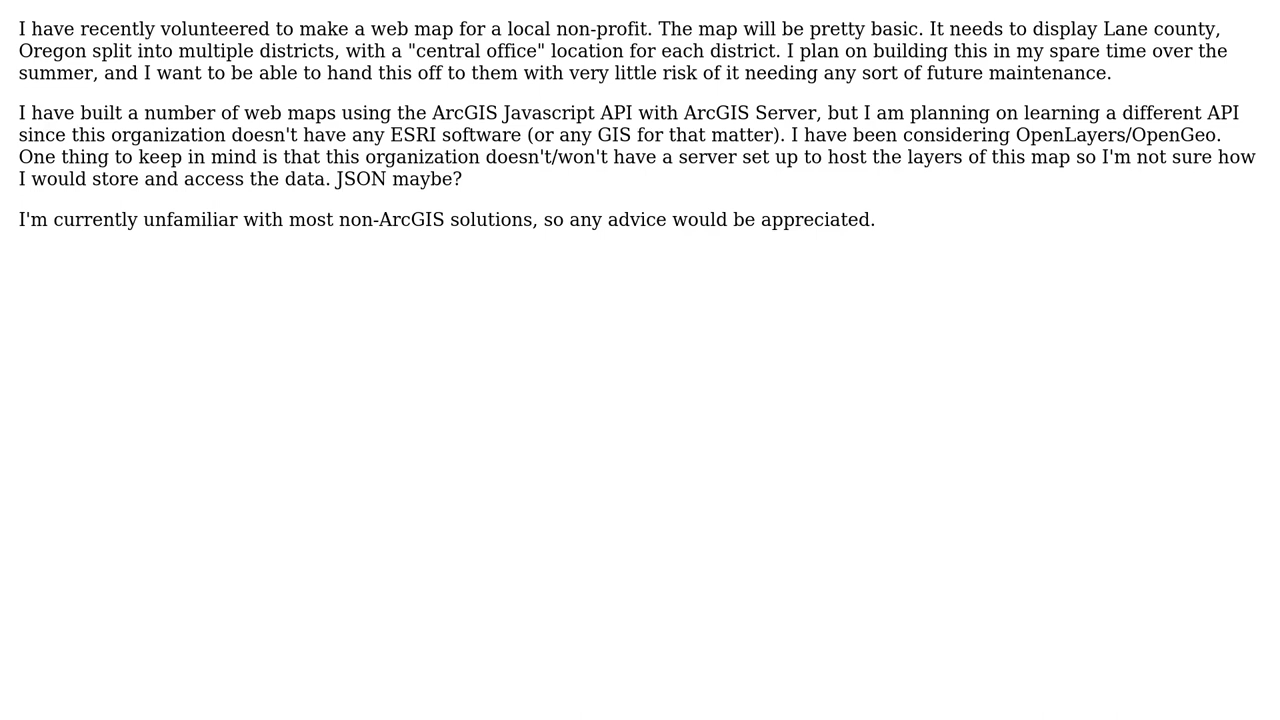 I have recently volunteered to make a web map for a local non-profit. The map will be pretty basic. It needs to display Lane county,
Oregon split into multiple districts, with a "central office" location for each district. I plan on building this in my spare time over the
summer, and I want to be able to hand this off to them with very little risk of it needing any sort of future maintenance.
I have built a number of web maps using the ArcGIS Javascript API with ArcGIS Server, but I am planning on learning a different API
since this organization doesn't have any ESRI software (or any GIS for that matter). I have been considering OpenLayers/OpenGeo.
One thing to keep in mind is that this organization doesn't/won't have a server set up to host the layers of this map so I'm not sure how
I would store and access the data. JSON maybe?
I'm currently unfamiliar with most non-ArcGIS solutions, so any advice would be appreciated.